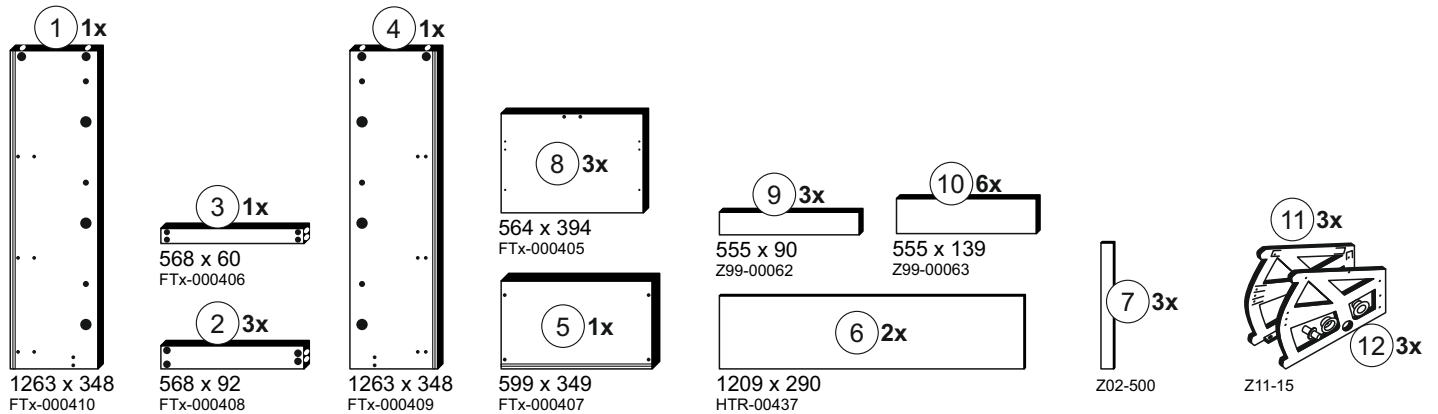 1 1x
1263 x 348
FTx-000410
3 1x
568 x 60
FTx-000406
2 3x
568 x 92
FTx-000408
4 1x
1263 x 348
FTx-000409
8 3x
564 x 394
FTx-000405
5 1x
599 x 349
FTx-000407
9 3x
555 x 90
Z99-00062
10 6x
555 x 139
Z99-00063
6 2x
1209 x 290
HTR-00437
7 3x
Z02-500
11 3x
12 3x
Z11-15